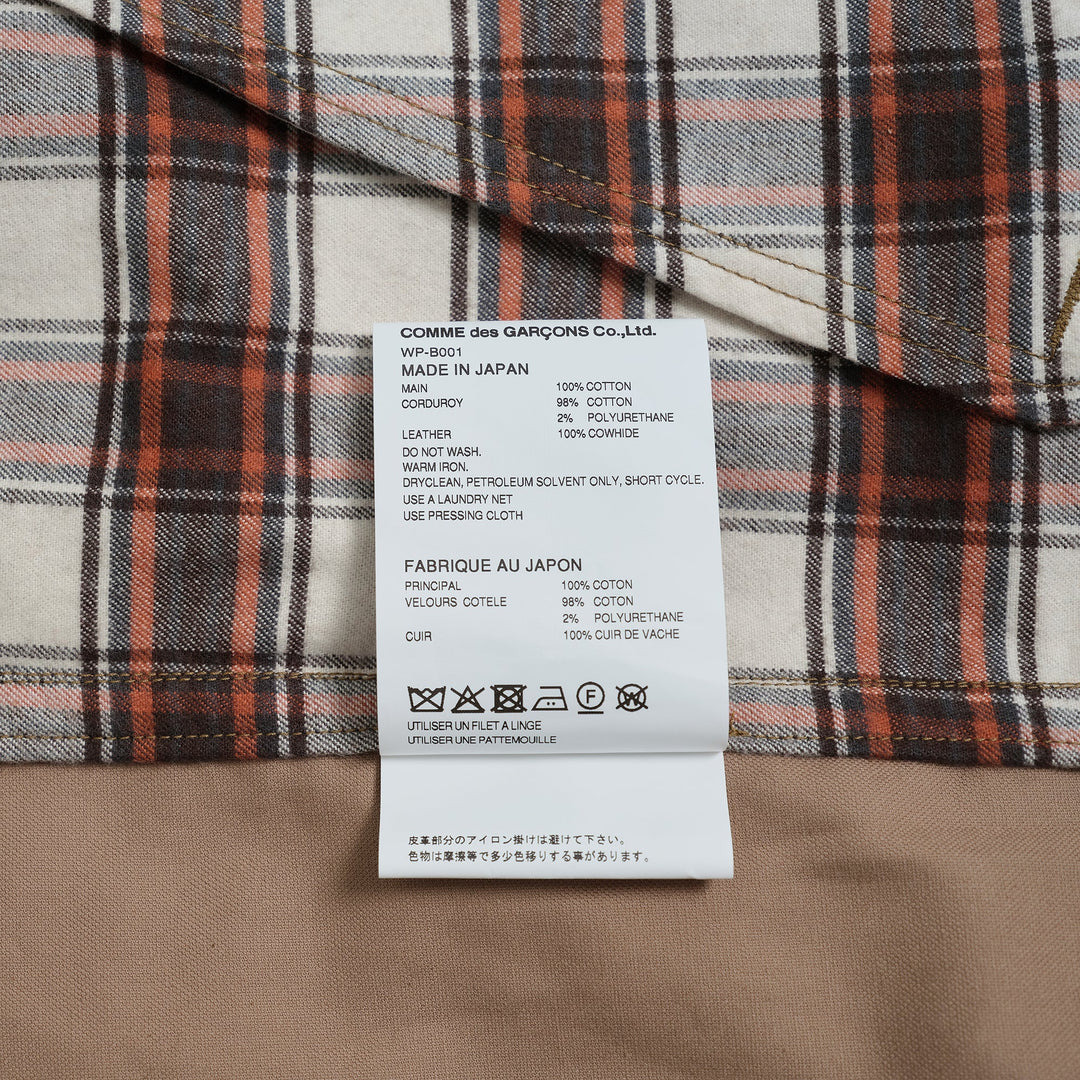 COMME des GARÇONS Co.,Ltd.
WP-B001
MADE IN JAPAN
MAIN 100% COTTON
CORDUROY 98% COTTON
2% POLYURETHANE
LEATHER 100% COWHIDE
DO NOT WASH.
WARM IRON.
DRYCLEAN, PETROLEUM SOLVENT ONLY, SHORT CYCLE.
USE A LAUNDRY NET
USE PRESSING CLOTH
FABRIQUE AU JAPON
PRINCIPAL 100% COTON
VELOURS COTELE 98% COTON
2% POLYURETHANE
CUIR 100% CUIR DE VACHE
F W
UTILISER UN FILET A LINGE
UTILISER UNE PATTEMOUILLE
皮革部分のアイロン掛けは避けて下さい。
色物は摩擦等で多少色移りする事があります。